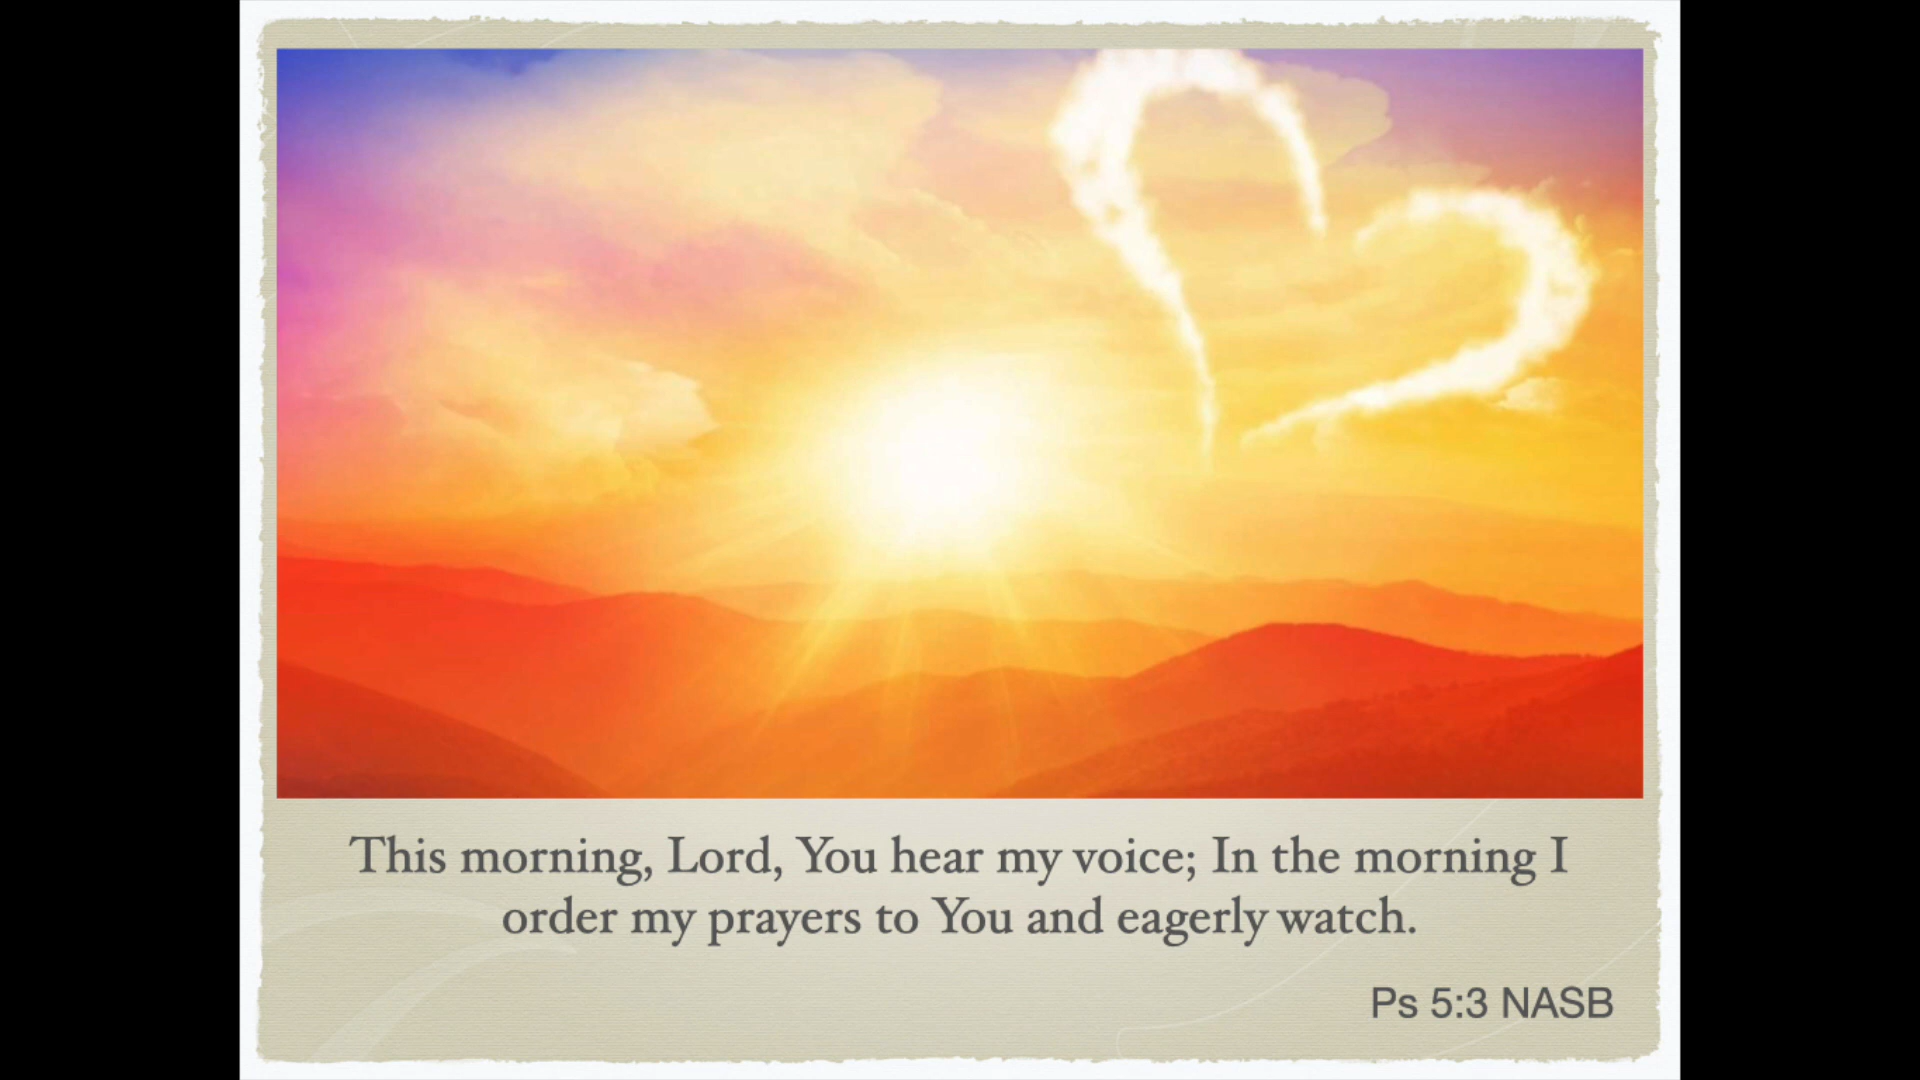 This morning, Lord, You hear my voice; In the morning I
order my prayers to You and eagerly watch.
Ps 5:3 NASB